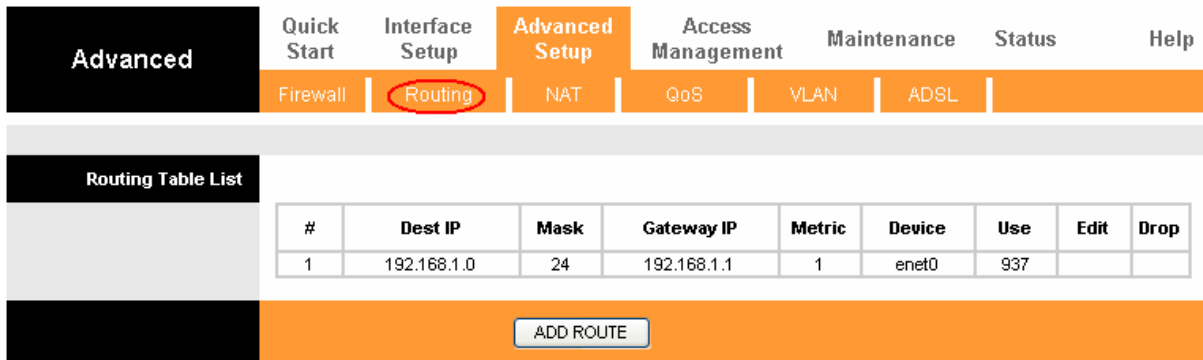 Advanced
Quick Start
Interface Setup
Advanced Setup
Access Management
Maintenance
Status
Help
Firewall
Routing
NAT
QoS
VLAN
ADSL
Routing Table List
# Dest IP Mask Gateway IP Metric Device Use Edit Drop
1 192.168.1.0 24 192.168.1.1 1 enet0 937
ADD ROUTE